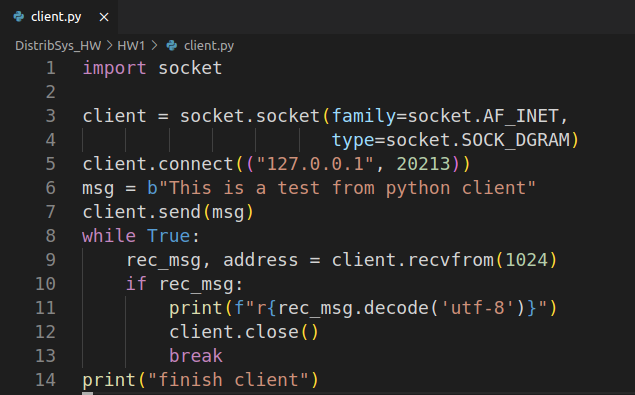 client.py ×
DistribSys_HW > HW1 > client.py
1 import socket
2
3 client = socket.socket(family=socket.AF_INET,
4                        type=socket.SOCK_DGRAM)
5 client.connect(("127.0.0.1", 20213))
6 msg = b"This is a test from python client"
7 client.send(msg)
8 while True:
9     rec_msg, address = client.recvfrom(1024)
10     if rec_msg:
11         print(f"r{rec_msg.decode('utf-8')}")
12         client.close()
13         break
14 print("finish client")